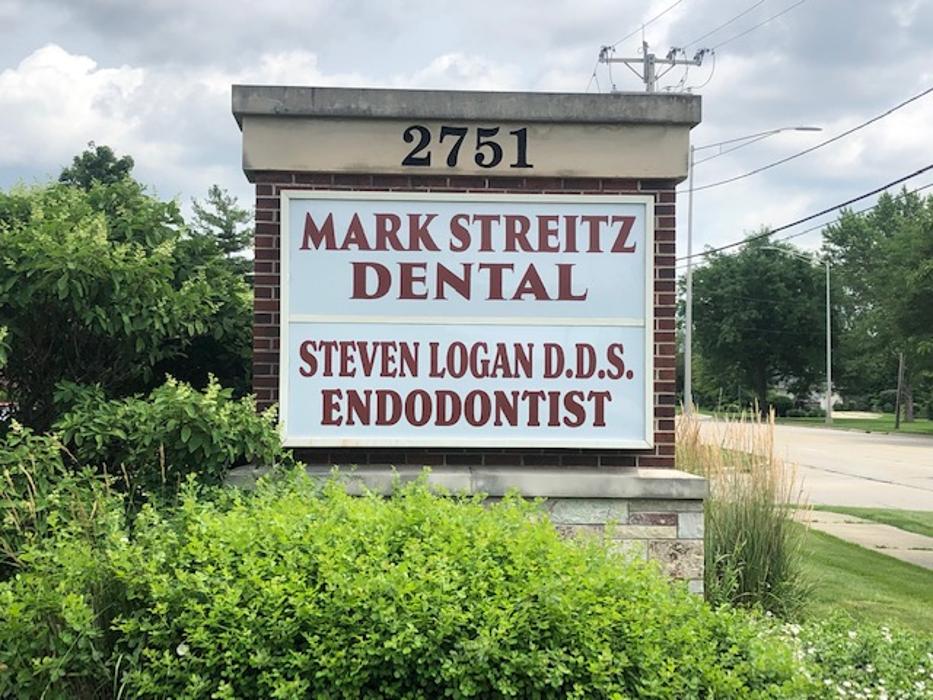 2751
MARK STREITZ
DENTAL
STEVEN LOGAN D.D.S.
ENDODONTIST